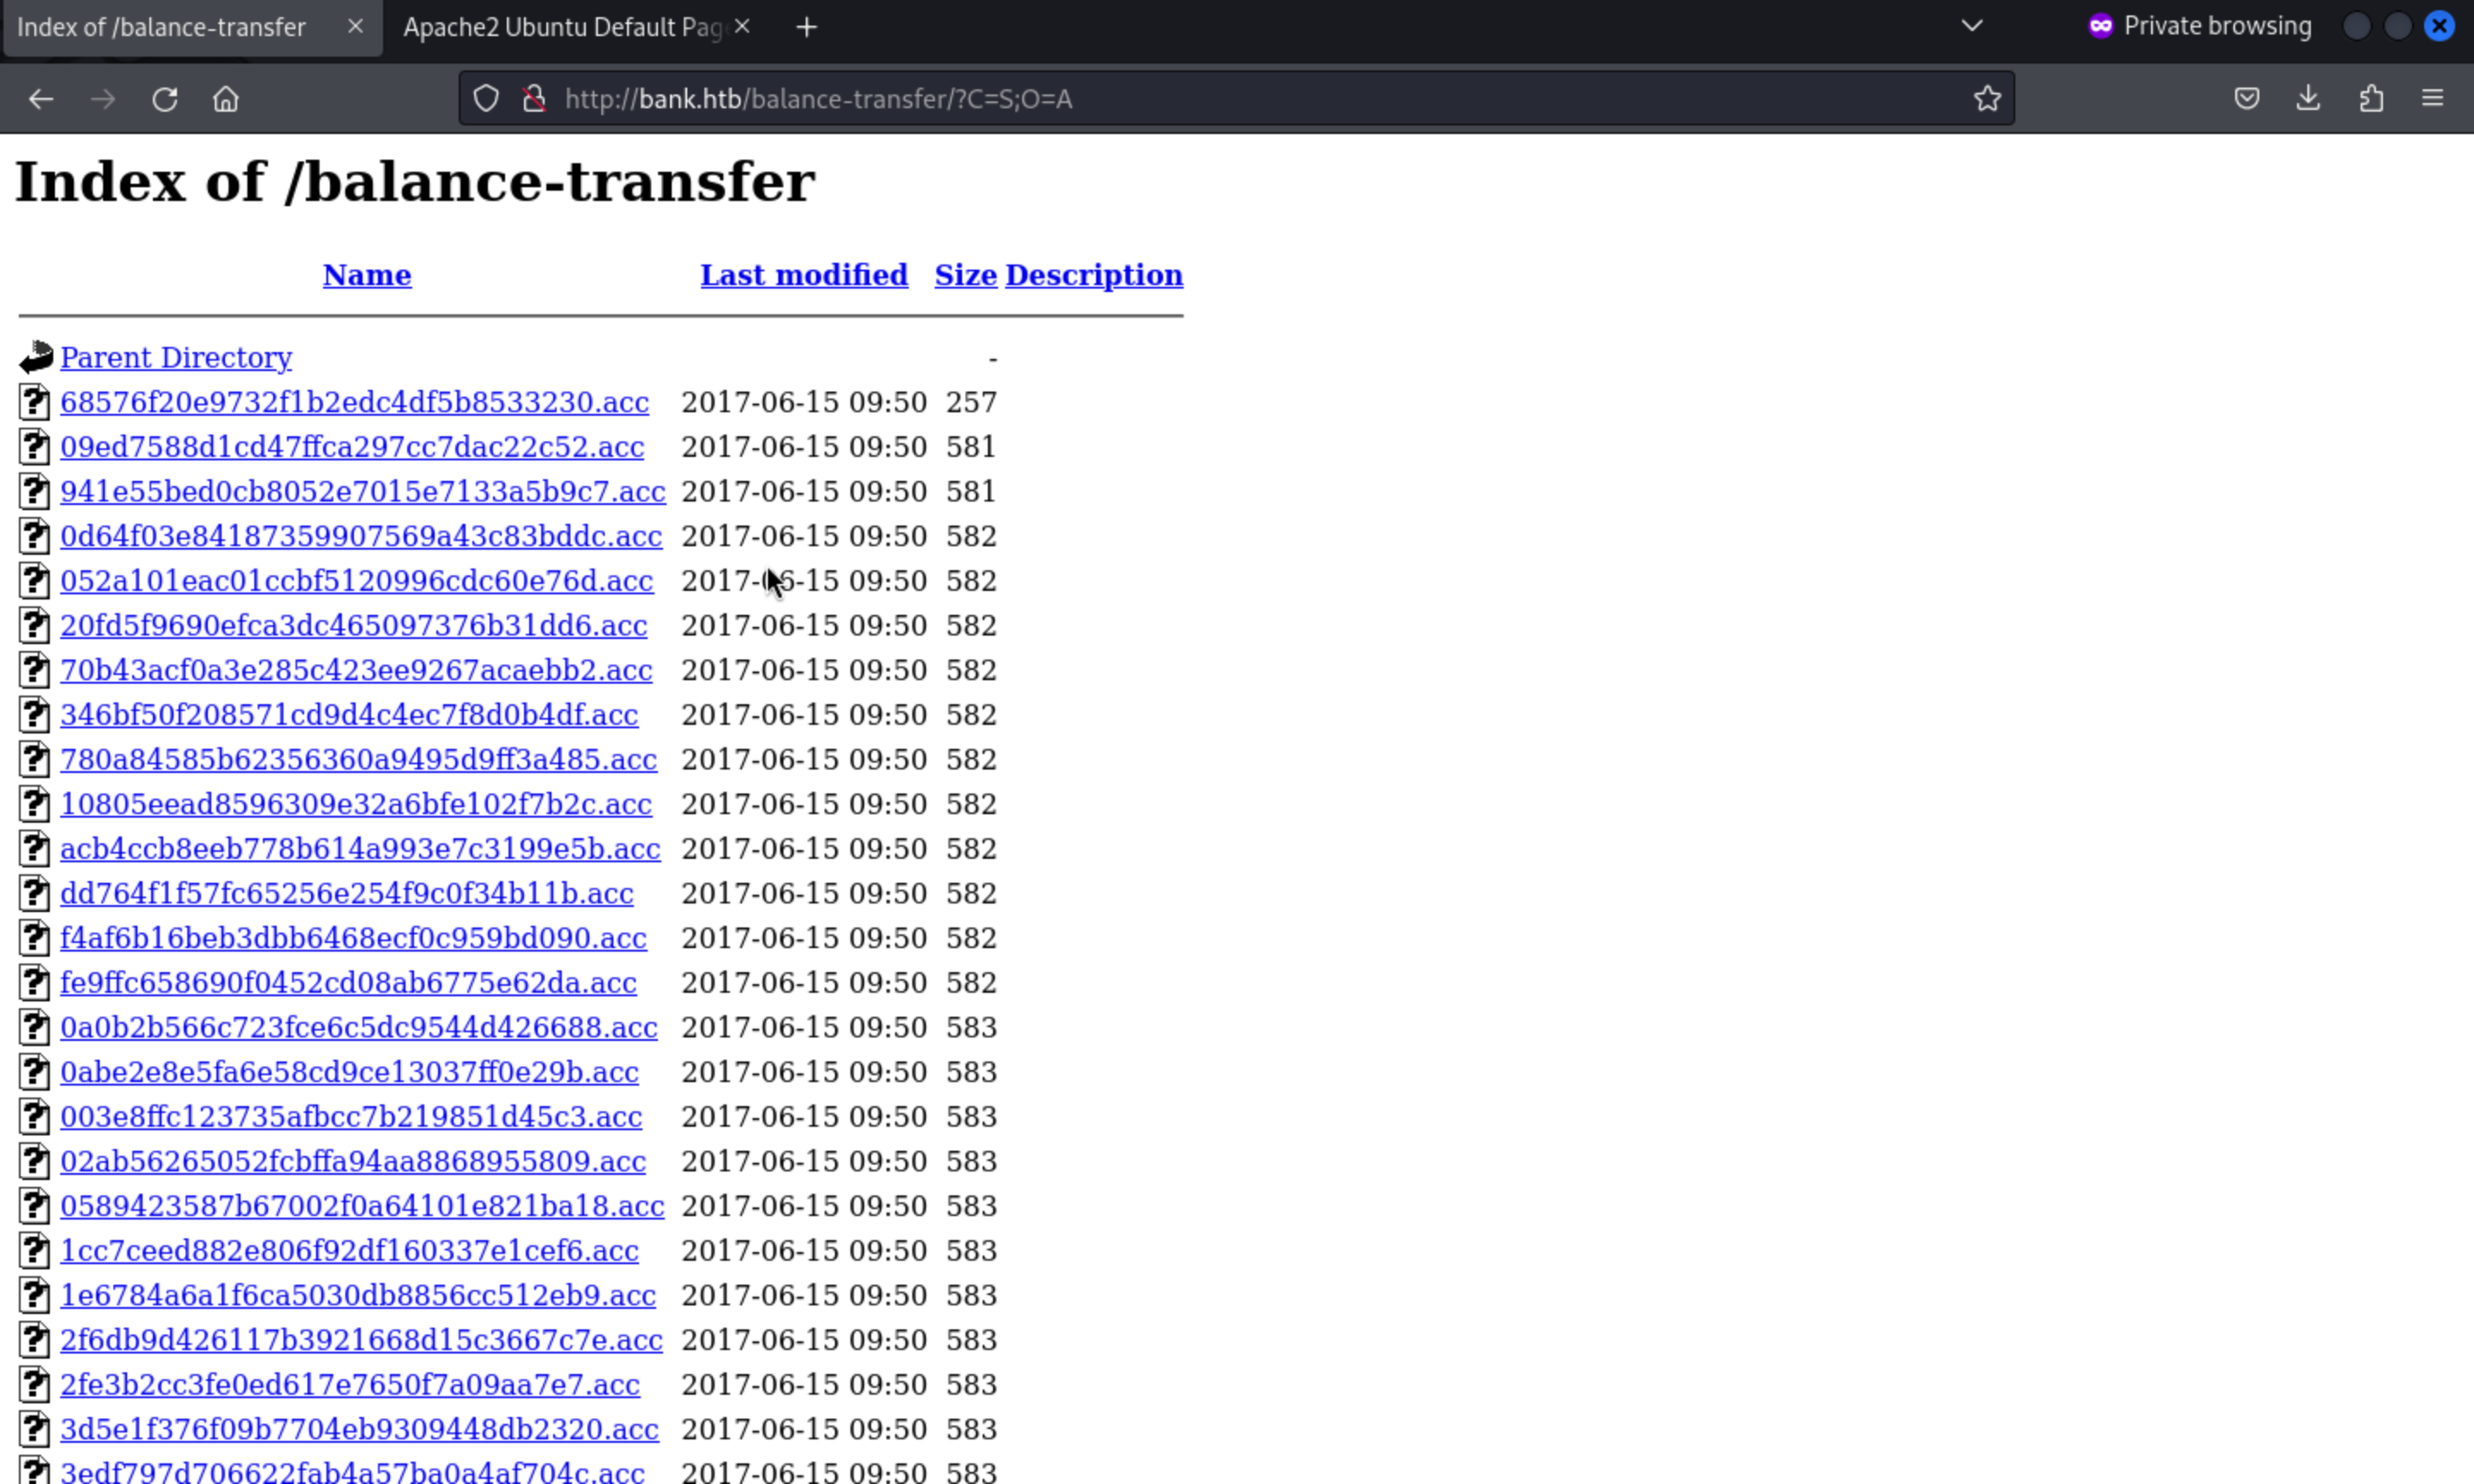 Index of /balance-transfer Apache2 Ubuntu Default Pag Private browsing
http://bank.htb/balance-transfer/?C=S;O=A
Index of /balance-transfer
Name Last modified Size Description
Parent Directory -
68576f20e9732f1b2edc4df5b8533230.acc 2017-06-15 09:50 257
09ed7588d1cd47ffca297cc7dac22c52.acc 2017-06-15 09:50 581
941e55bed0cb8052e7015e7133a5b9c7.acc 2017-06-15 09:50 581
0d64f03e84187359907569a43c83bddc.acc 2017-06-15 09:50 582
052a101eac01ccbf5120996cdc60e76d.acc 2017-06-15 09:50 582
20fd5f9690efca3dc465097376b31dd6.acc 2017-06-15 09:50 582
70b43acf0a3e285c423ee9267acaebb2.acc 2017-06-15 09:50 582
346bf50f208571cd9d4c4ec7f8d0b4df.acc 2017-06-15 09:50 582
780a84585b62356360a9495d9ff3a485.acc 2017-06-15 09:50 582
10805eead8596309e32a6bfe102f7b2c.acc 2017-06-15 09:50 582
acb4ccb8eeb778b614a993e7c3199e5b.acc 2017-06-15 09:50 582
dd764f1f57fc65256e254f9c0f34b11b.acc 2017-06-15 09:50 582
f4af6b16beb3dbb6468ecf0c959bd090.acc 2017-06-15 09:50 582
fe9ffc658690f0452cd08ab6775e62da.acc 2017-06-15 09:50 582
0a0b2b566c723fce6c5dc9544d426688.acc 2017-06-15 09:50 583
0abe2e8e5fa6e58cd9ce13037ff0e29b.acc 2017-06-15 09:50 583
003e8ffc123735afbcc7b219851d45c3.acc 2017-06-15 09:50 583
02ab56265052fcbffa94aa8868955809.acc 2017-06-15 09:50 583
0589423587b67002f0a64101e821ba18.acc 2017-06-15 09:50 583
1cc7ceed882e806f92df160337e1cef6.acc 2017-06-15 09:50 583
1e6784a6a1f6ca5030db8856cc512eb9.acc 2017-06-15 09:50 583
2f6db9d426117b3921668d15c3667c7e.acc 2017-06-15 09:50 583
2fe3b2cc3fe0ed617e7650f7a09aa7e7.acc 2017-06-15 09:50 583
3d5e1f376f09b7704eb9309448db2320.acc 2017-06-15 09:50 583
3edf797d706622fab4a57ba0a4af704c.acc 2017-06-15 09:50 583